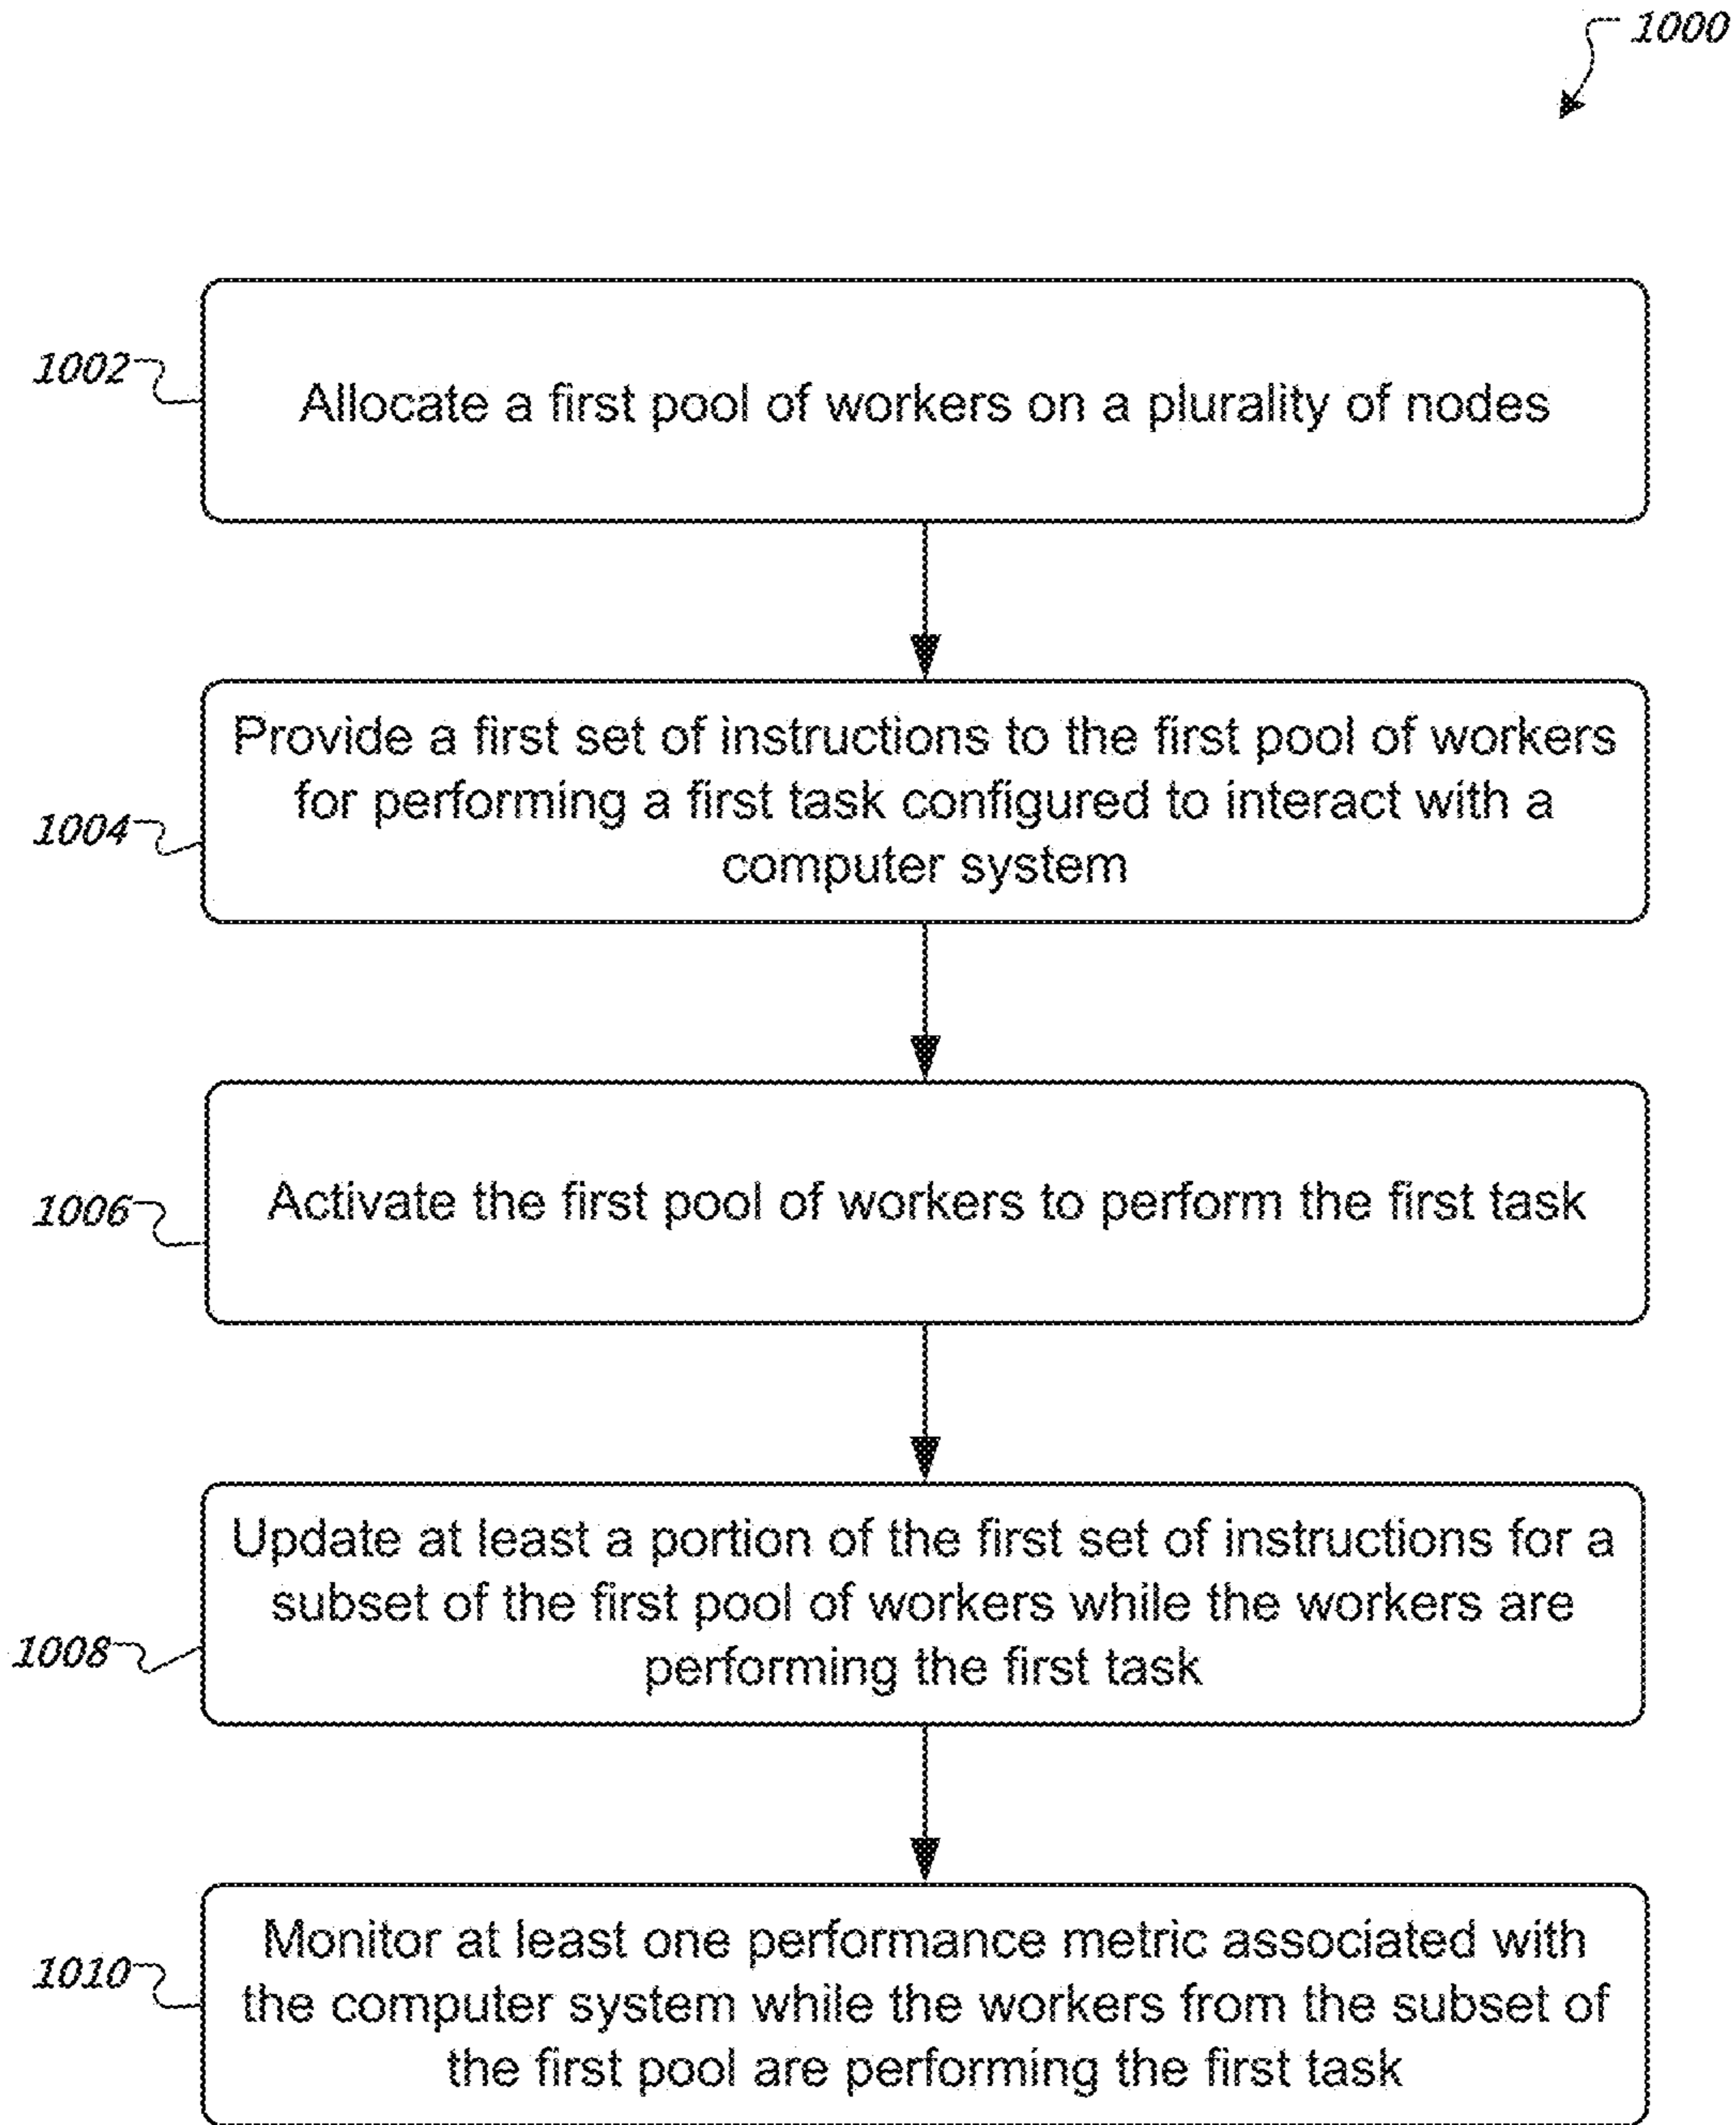 1000
1002
Allocate a first pool of workers on a plurality of nodes
Provide a first set of instructions to the first pool of workers
for performing a first task configured to interact with a
1004
computer system
1006
Activate the first pool of workers to perform the first task
Update at least a portion of the first set of instructions for a
subset of the first pool of workers while the workers are
1008
performing the first task
Monitor at least one performance metric associated with
1010
the computer system while the workers from the subset of
the first pool are performing the first task